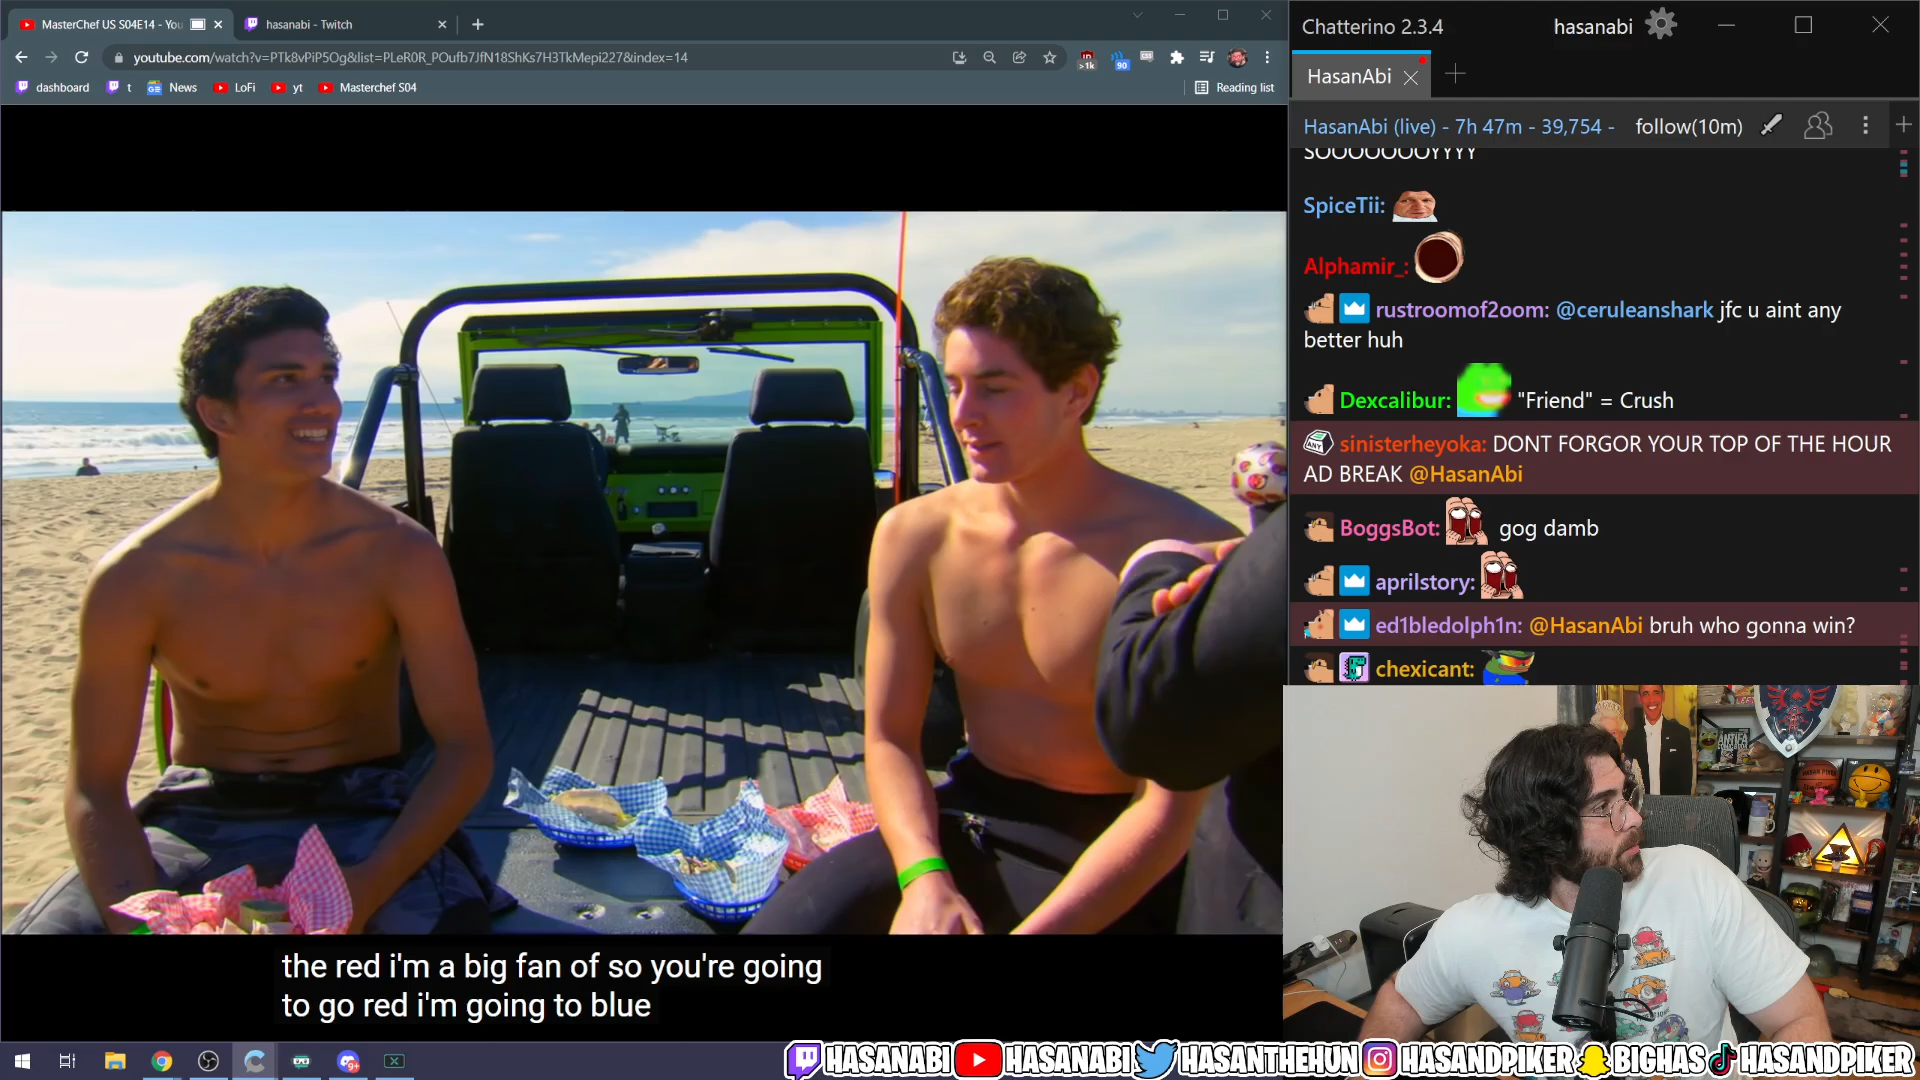 MasterChef US S04E14 - You
hasanabi - Twitch
youtube.com/watch?v=PTk8vPiP5Og&list=PLeR0R_POufb7JfN18ShKs7H3TkMepi227&index=14
>1k
90
dashboard
t
News
LoFi
yt
Masterchef S04
Reading list
the red i'm a big fan of so you're going
to go red i'm going to blue
Chatterino 2.3.4
hasanabi
HasanAbi
HasanAbi (live) - 7h 47m - 39,754 -
follow(10m)
SOOOOOOOYYYY
SpiceTii:
Alphamir_:
rustroomof2oom: @ceruleanshark jfc u aint any
better huh
Dexcalibur: "Friend" = Crush
sinisterheyoka: DONT FORGOR YOUR TOP OF THE HOUR
AD BREAK @HasanAbi
BoggsBot: gog damb
aprilstory:
ed1bledolph1n: @HasanAbi bruh who gonna win?
chexicant:
ANTIFA
HASANABI HASANABI HASANTHEHUN HASANDPIKER BIGHAS HASANDPIKER